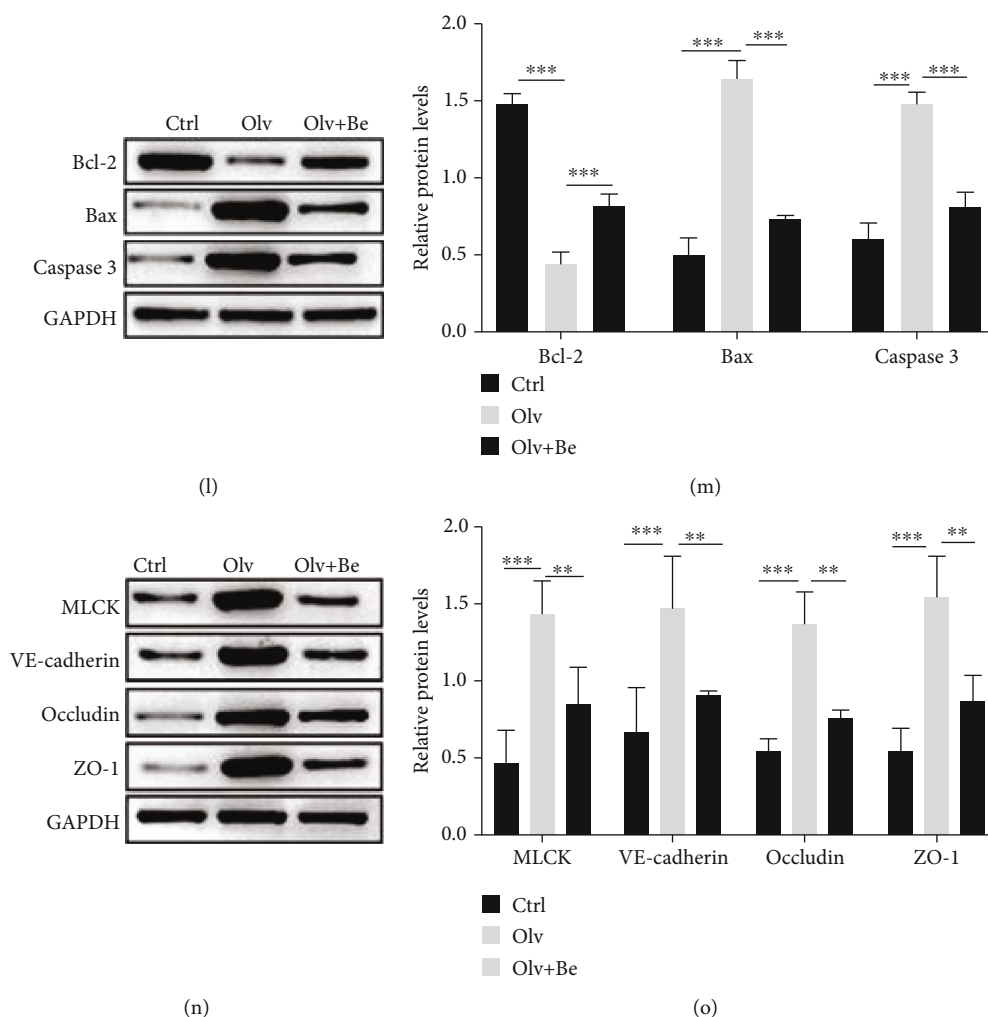 Ctrl Olv Olv+Be
Bcl-2
Bax
Caspase 3
GAPDH
(l)
Relative protein levels
2.0
1.5
1.0
0.5
0.0
*** *** *** *** *** ***
Bcl-2 Bax Caspase 3
Ctrl
Olv
Olv+Be
(m)
Ctrl Olv Olv+Be
MLCK
VE-cadherin
Occludin
ZO-1
GAPDH
(n)
Relative protein levels
2.0
1.5
1.0
0.5
0.0
*** ** *** ** *** ** *** **
MLCK VE-cadherin Occludin ZO-1
Ctrl
Olv
Olv+Be
(o)